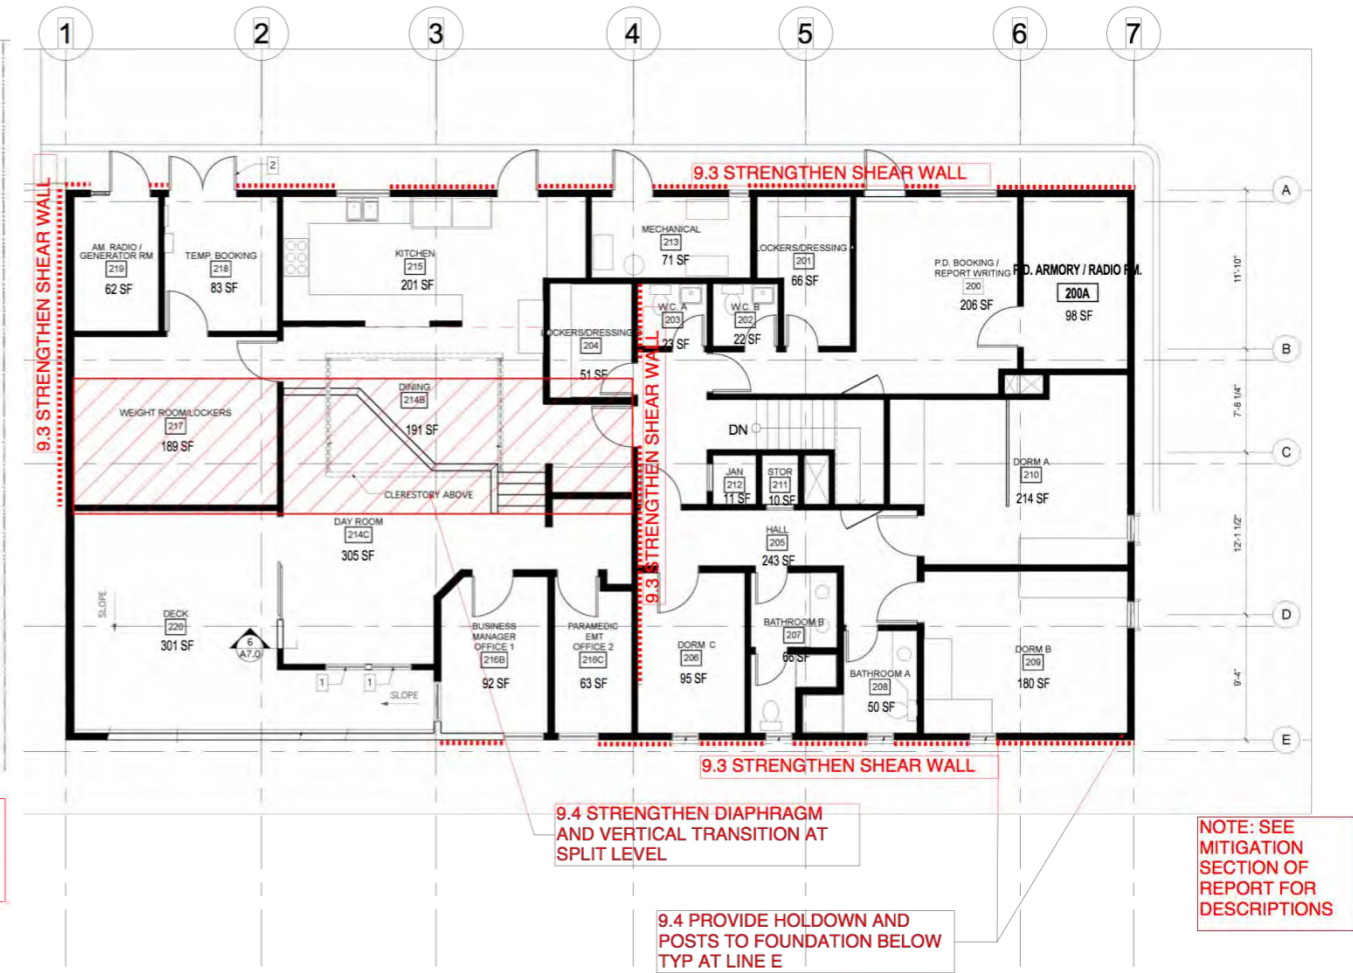 1 2 3 4 5 6 7
9.3 STRENGTHEN SHEAR WALL
2
A
9.3 STRENGTHEN SHEAR WALL
AM. RADIO /
GENERATOR RM
219
62 SF
TEMP. BOOKING
218
83 SF
KITCHEN
215
201 SF
MECHANICAL
213
71 SF
LOCKERS/DRESSING
201
66 SF
P.D. BOOKING /
REPORT WRITING
200
206 SF
P.D. ARMORY / RADIO RM.
200A
98 SF
11'-10"
LOCKERS/DRESSING
204
51 SF
W.C. A
203
23 SF
W.C. B
202
22 SF
B
9.3 STRENGTHEN SHEAR WALL
WEIGHT ROOM/LOCKERS
217
189 SF
DINING
214B
191 SF
CLERESTORY ABOVE
DN
7'-8 1/4"
C
JAN
212
11 SF
STOR
211
10 SF
DORM A
210
214 SF
DAY ROOM
214C
305 SF
HALL
205
243 SF
12'-1 1/2"
SLOPE
DECK
220
301 SF
6
A7.0
1
1
SLOPE
BUSINESS
MANAGER
OFFICE 1
216B
92 SF
PARAMEDIC
EMT
OFFICE 2
216C
63 SF
DORM C
206
95 SF
BATHROOM B
207
66 SF
BATHROOM A
208
50 SF
DORM B
209
180 SF
D
9'-4"
E
9.3 STRENGTHEN SHEAR WALL
9.4 STRENGTHEN DIAPHRAGM
AND VERTICAL TRANSITION AT
SPLIT LEVEL
9.4 PROVIDE HOLDOWN AND
POSTS TO FOUNDATION BELOW
TYP AT LINE E
NOTE: SEE
MITIGATION
SECTION OF
REPORT FOR
DESCRIPTIONS